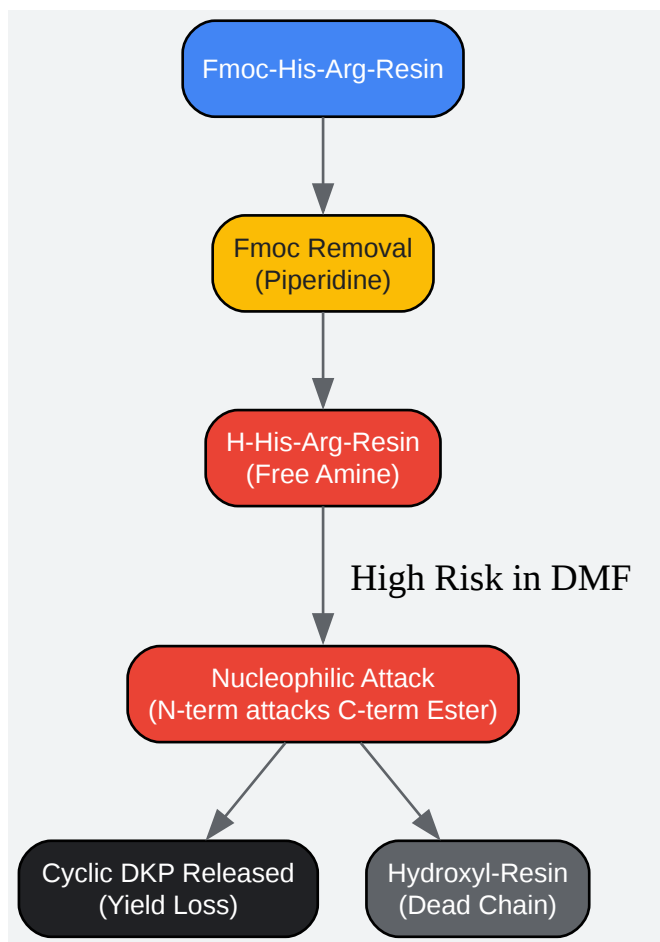 Fmoc-His-Arg-Resin
Fmoc Removal
(Piperidine)
H-His-Arg-Resin
(Free Amine)
High Risk in DMF
Nucleophilic Attack
(N-term attacks C-term Ester)
Cyclic DKP Released
(Yield Loss)
Hydroxyl-Resin
(Dead Chain)